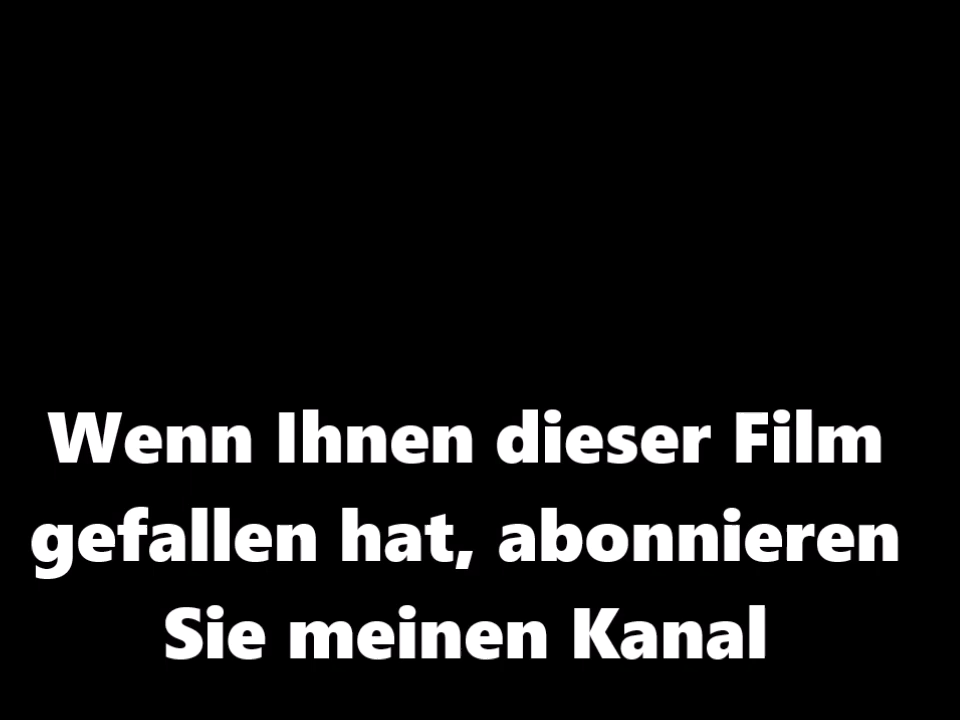 Wenn Ihnen dieser Film
gefallen hat, abonnieren
Sie meinen Kanal